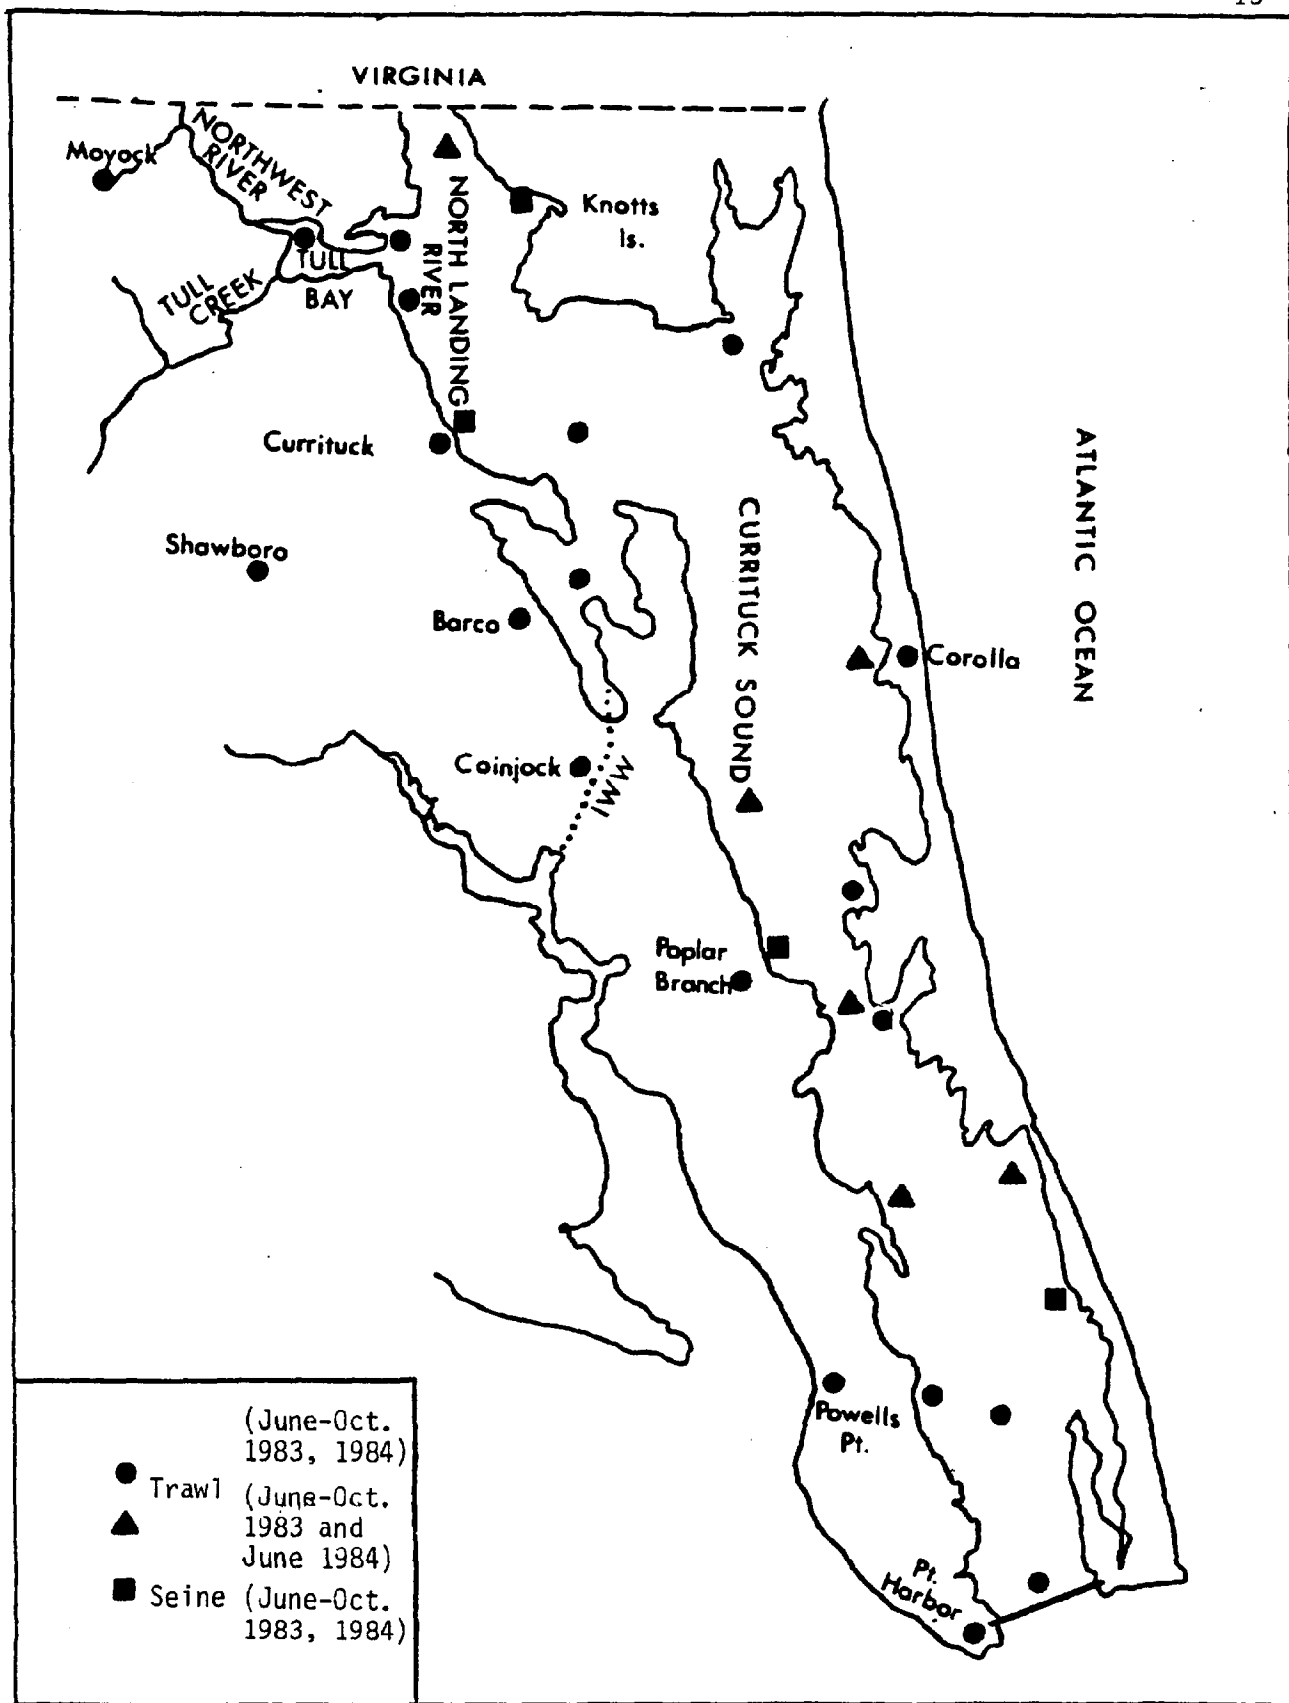 VIRGINIA
Moyock
NORTHWEST
RIVER
NORTH LANDING
RIVER
Knotts
Is.
TULL
BAY
TULL
CREEK
Currituck
Shawboro
Barco
CURRITUCK SOUND
ATLANTIC OCEAN
Corolla
Coinjock
IWW
Poplar
Branch
Powells
Pt.
Pt.
Harbor
(June-Oct.
1983, 1984)
Trawl (June-Oct.
1983 and
June 1984)
Seine (June-Oct.
1983, 1984)